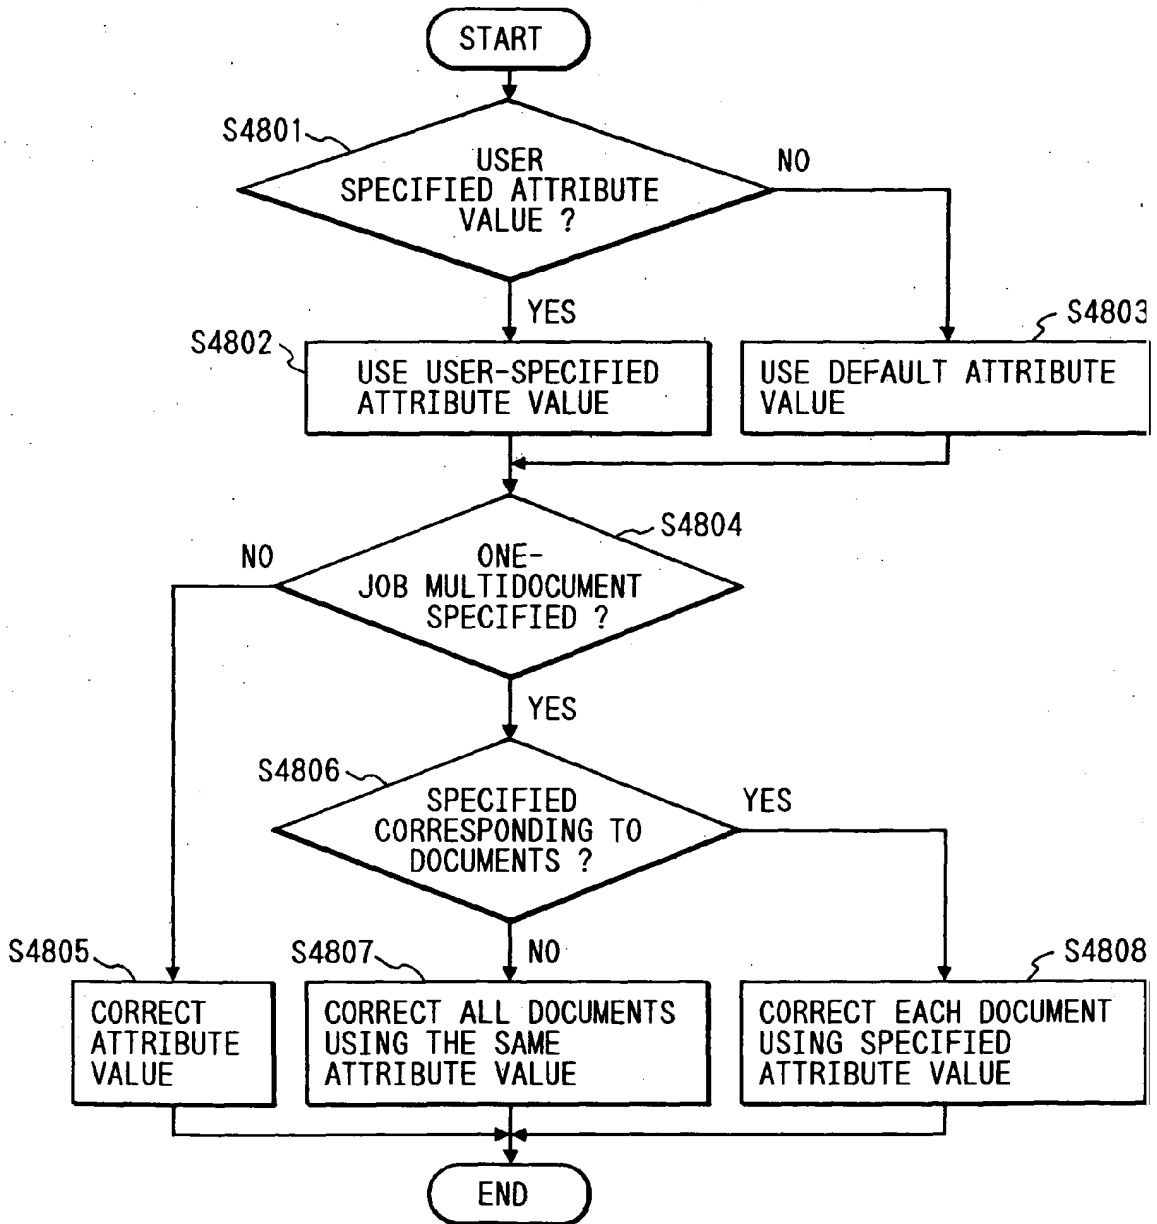 START
S4801
USER
SPECIFIED ATTRIBUTE
VALUE ?
NO
YES
S4802
USE USER-SPECIFIED
ATTRIBUTE VALUE
S4803
USE DEFAULT ATTRIBUTE
VALUE
S4804
NO
ONE-
JOB MULTIDOCUMENT
SPECIFIED ?
YES
S4806
SPECIFIED
CORRESPONDING TO
DOCUMENTS ?
YES
NO
S4805
CORRECT
ATTRIBUTE
VALUE
S4807
CORRECT ALL DOCUMENTS
USING THE SAME
ATTRIBUTE VALUE
S4808
CORRECT EACH DOCUMENT
USING SPECIFIED
ATTRIBUTE VALUE
END